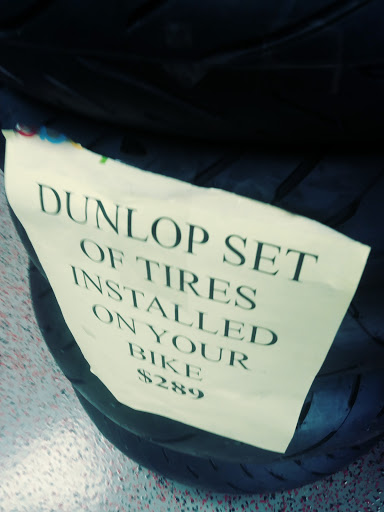 DUNLOP SET
OF TIRES
INSTALLED
ON YOUR
BIKE
$289